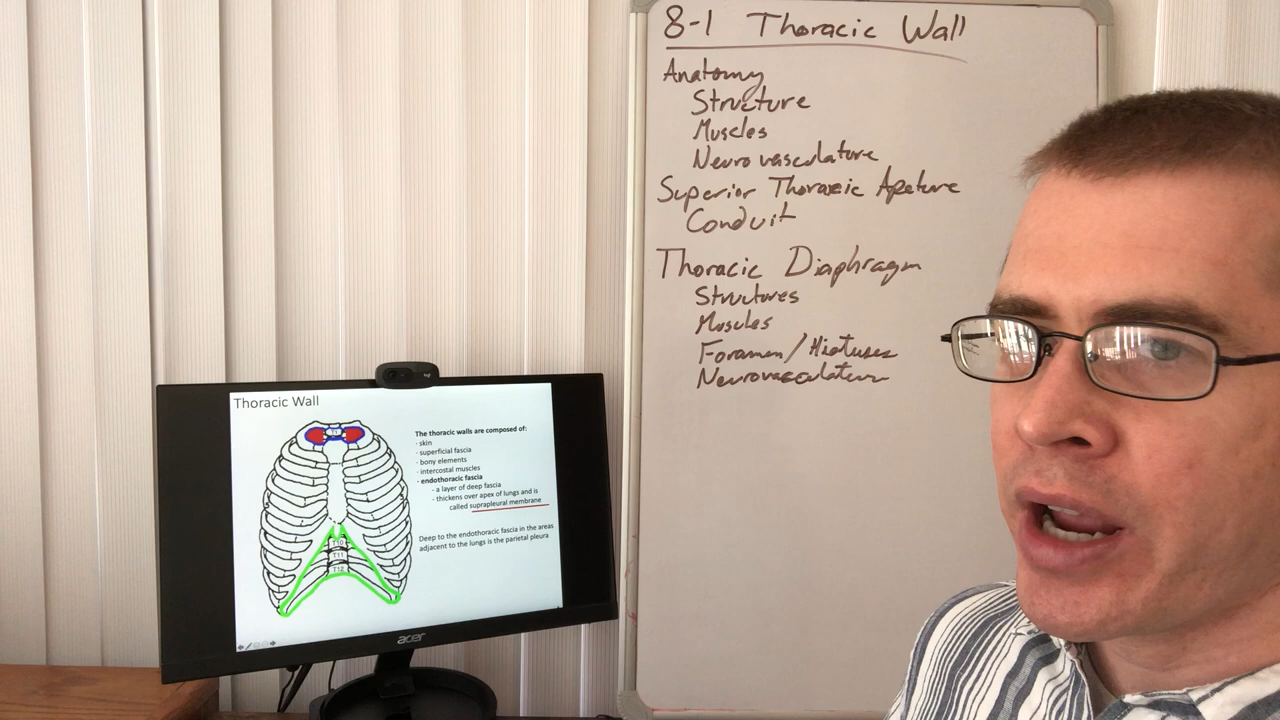 8-1 Thoracic Wall
Anatomy
Structure
Muscles
Neurovasculature
Superior Thoracic Apeture
Conduit
Thoracic Diaphragm
Structures
Muscles
Foramen/Hiatuses
Neurovasculature
Thoracic Wall
T1
The thoracic walls are composed of:
· skin
· superficial fascia
· bony elements
· intercostal muscles
· endothoracic fascia
- a layer of deep fascia
- thickens over apex of lungs and is
called suprapleural membrane
Deep to the endothoracic fascia in the areas
adjacent to the lungs is the parietal pleura
T10
T11
T12
acer